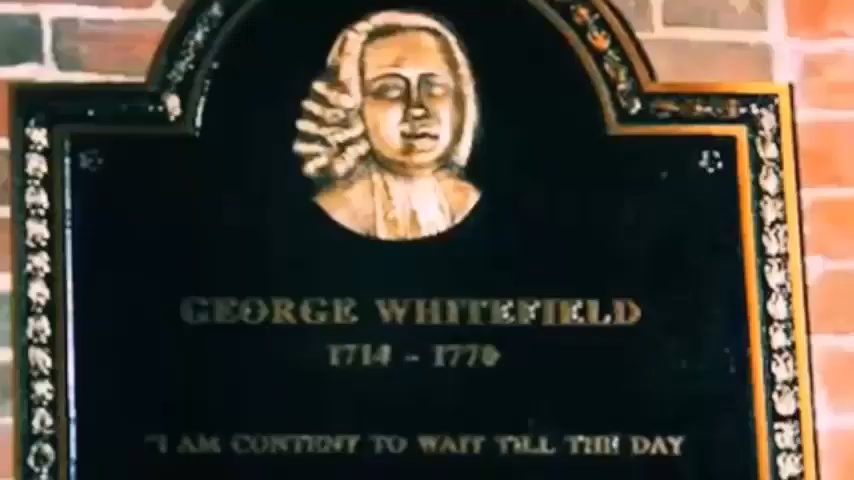 GEORGE WHITEFIELD
1714 - 1770
"I AM CONTENT TO WAIT TILL THE DAY